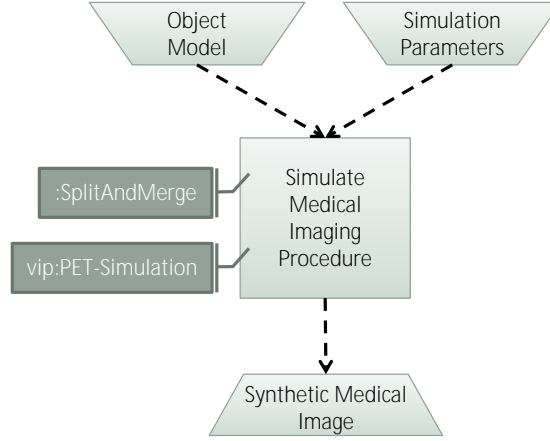 Object
Model
Simulation
Parameters
:SplitAndMerge
vip:PET-Simulation
Simulate
Medical
Imaging
Procedure
Synthetic Medical
Image